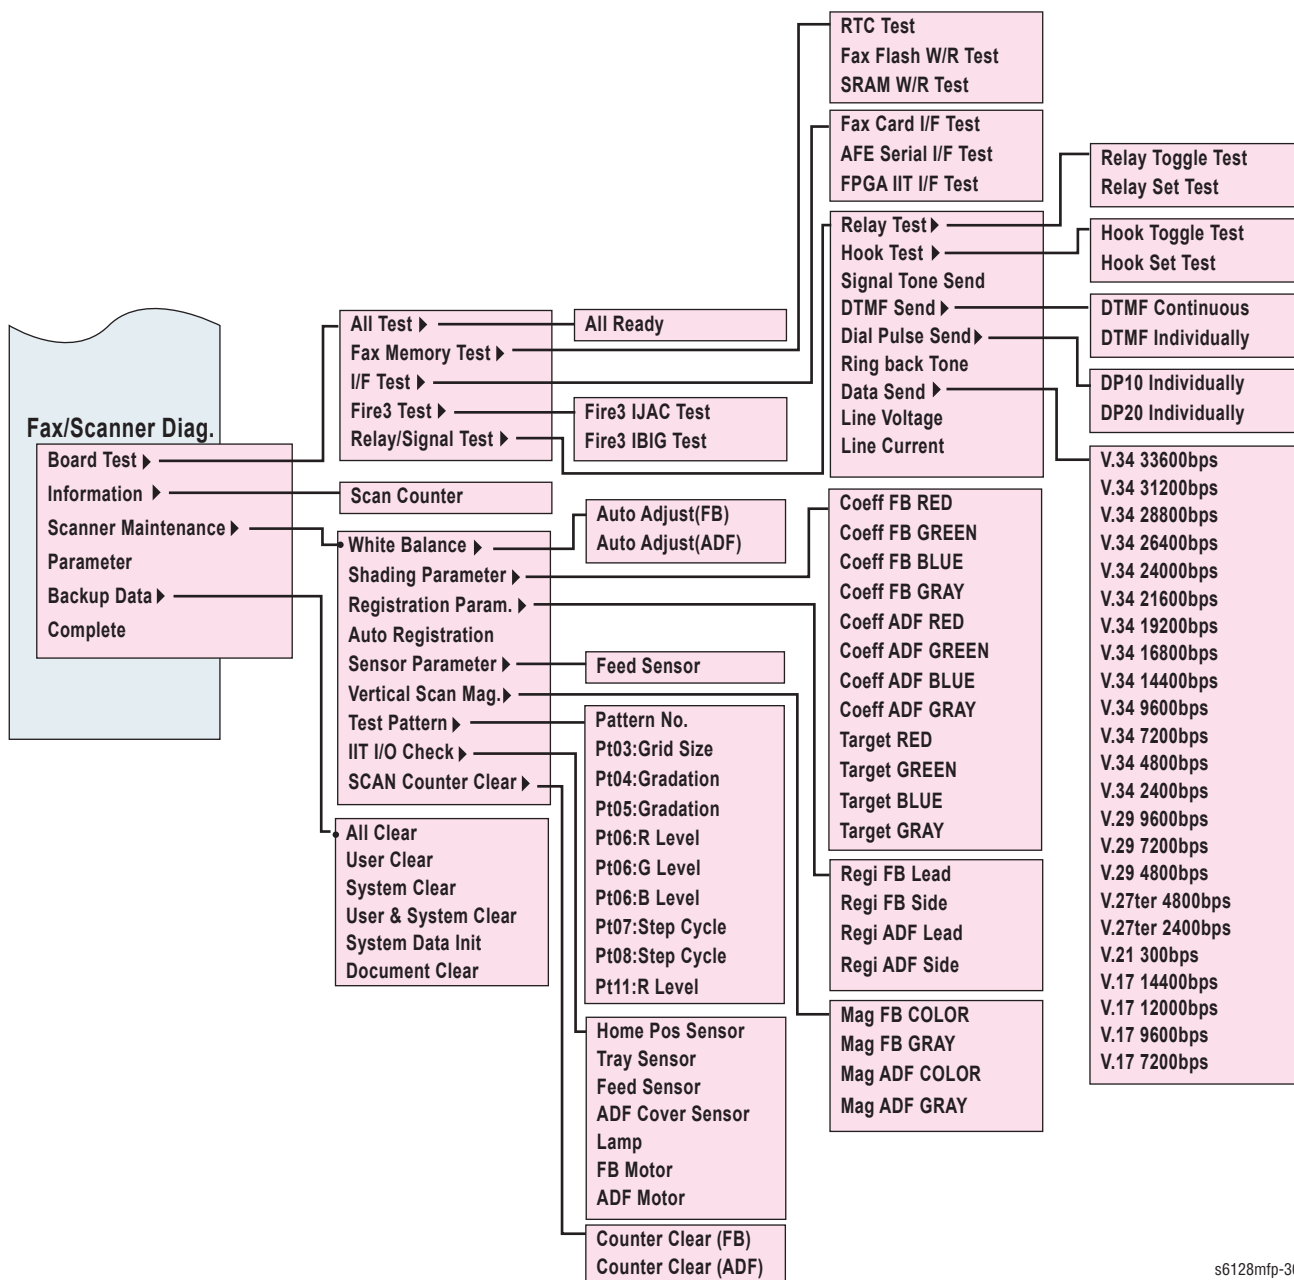 Fax/Scanner Diag.
Board Test
Information
Scanner Maintenance
Parameter
Backup Data
Complete
All Test
Fax Memory Test
I/F Test
Fire3 Test
Relay/Signal Test
Scan Counter
White Balance
Shading Parameter
Registration Param.
Auto Registration
Sensor Parameter
Vertical Scan Mag.
Test Pattern
IIT I/O Check
SCAN Counter Clear
All Clear
User Clear
System Clear
User & System Clear
System Data Init
Document Clear
All Ready
Fire3 IJAC Test
Fire3 IBIG Test
Auto Adjust(FB)
Auto Adjust(ADF)
Feed Sensor
Pattern No.
Pt03:Grid Size
Pt04:Gradation
Pt05:Gradation
Pt06:R Level
Pt06:G Level
Pt06:B Level
Pt07:Step Cycle
Pt08:Step Cycle
Pt11:R Level
Home Pos Sensor
Tray Sensor
Feed Sensor
ADF Cover Sensor
Lamp
FB Motor
ADF Motor
Counter Clear (FB)
Counter Clear (ADF)
RTC Test
Fax Flash W/R Test
SRAM W/R Test
Fax Card I/F Test
AFE Serial I/F Test
FPGA IIT I/F Test
Relay Test
Hook Test
Signal Tone Send
DTMF Send
Dial Pulse Send
Ring back Tone
Data Send
Line Voltage
Line Current
Coeff FB RED
Coeff FB GREEN
Coeff FB BLUE
Coeff FB GRAY
Coeff ADF RED
Coeff ADF GREEN
Coeff ADF BLUE
Coeff ADF GRAY
Target RED
Target GREEN
Target BLUE
Target GRAY
Regi FB Lead
Regi FB Side
Regi ADF Lead
Regi ADF Side
Mag FB COLOR
Mag FB GRAY
Mag ADF COLOR
Mag ADF GRAY
Relay Toggle Test
Relay Set Test
Hook Toggle Test
Hook Set Test
DTMF Continuous
DTMF Individually
DP10 Individually
DP20 Individually
V.34 33600bps
V.34 31200bps
V.34 28800bps
V.34 26400bps
V.34 24000bps
V.34 21600bps
V.34 19200bps
V.34 16800bps
V.34 14400bps
V.34 9600bps
V.34 7200bps
V.34 4800bps
V.34 2400bps
V.29 9600bps
V.29 7200bps
V.29 4800bps
V.27ter 4800bps
V.27ter 2400bps
V.21 300bps
V.17 14400bps
V.17 12000bps
V.17 9600bps
V.17 7200bps